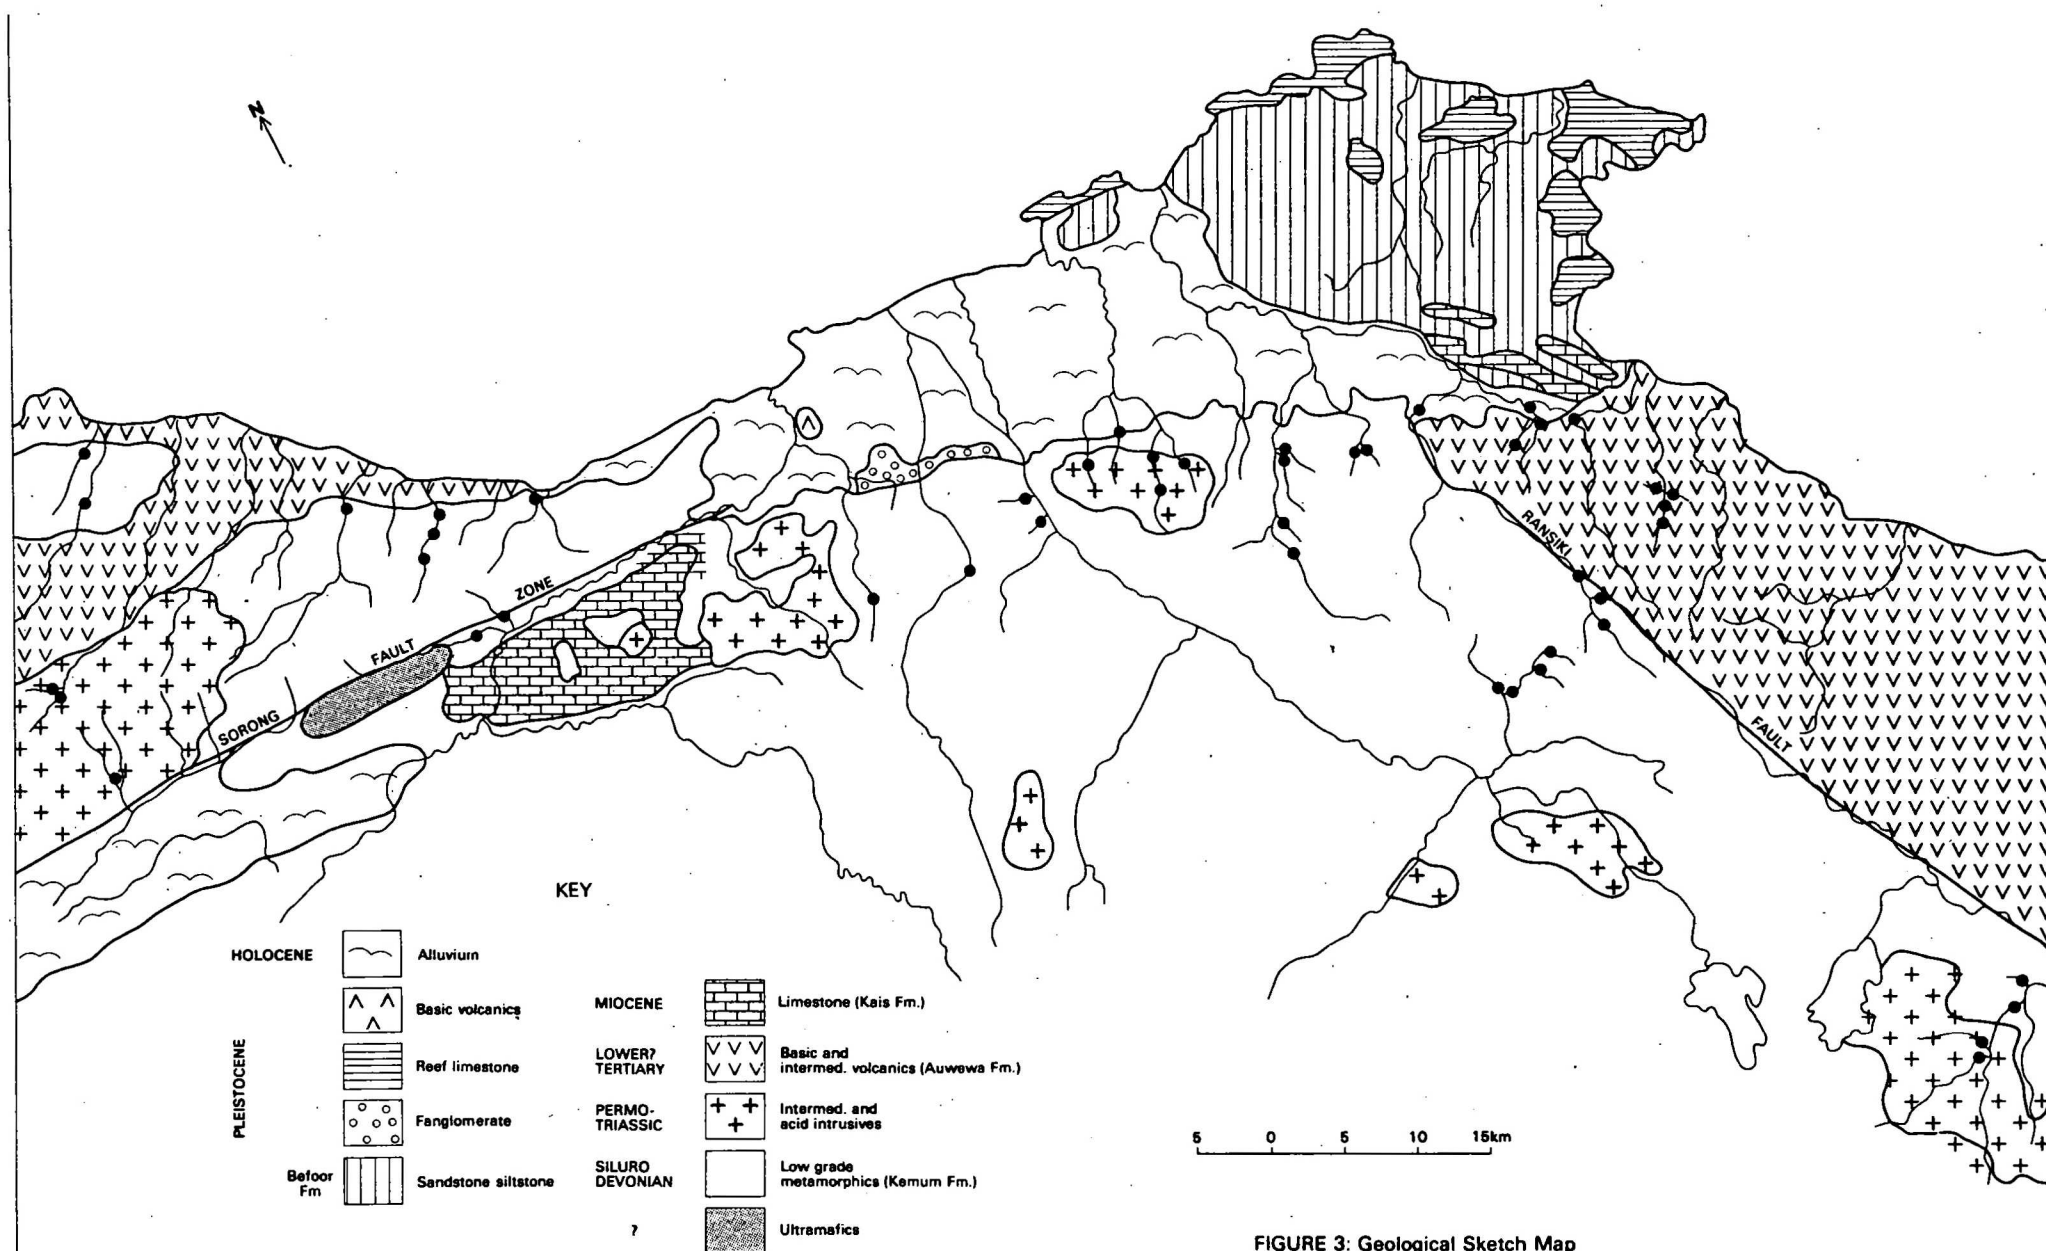 N
ZONE
FAULT
SORONG
RANSIKI
FAULT
KEY
HOLOCENE
Alluvium
PLEISTOCENE
Basic volcanics
Reef limestone
Fanglomerate
Befoor
Fm
Sandstone siltstone
MIOCENE
Limestone (Kais Fm.)
LOWER?
TERTIARY
Basic and
intermed. volcanics (Auwewa Fm.)
PERMO-
TRIASSIC
Intermed. and
acid intrusives
SILURO
DEVONIAN
Low grade
metamorphics (Kemum Fm.)
?
Ultramafics
5 0 5 10 15km
FIGURE 3: Geological Sketch Map